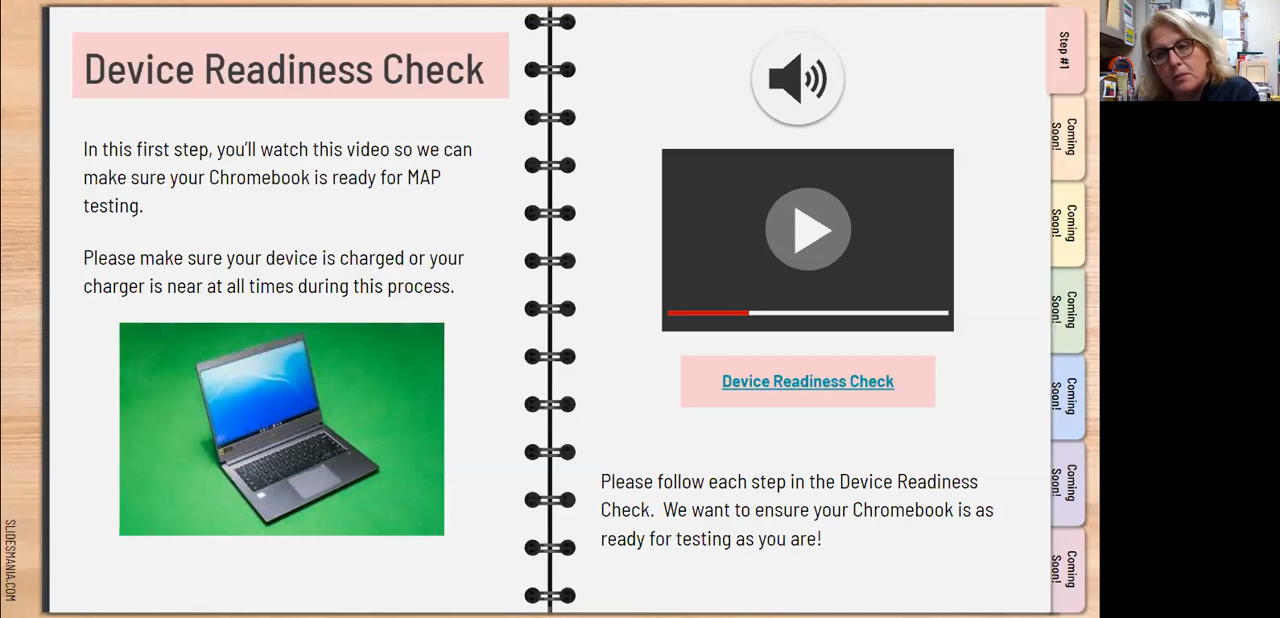 Device Readiness Check
In this first step, you'll watch this video so we can
make sure your Chromebook is ready for MAP
testing.
Please make sure your device is charged or your
charger is near at all times during this process.
Device Readiness Check
Please follow each step in the Device Readiness
Check.  We want to ensure your Chromebook is as
ready for testing as you are!
Step #1
Coming
Soon!
Coming
Soon!
Coming
Soon!
Coming
Soon!
Coming
Soon!
Coming
Soon!
SLIDESMANIA.COM